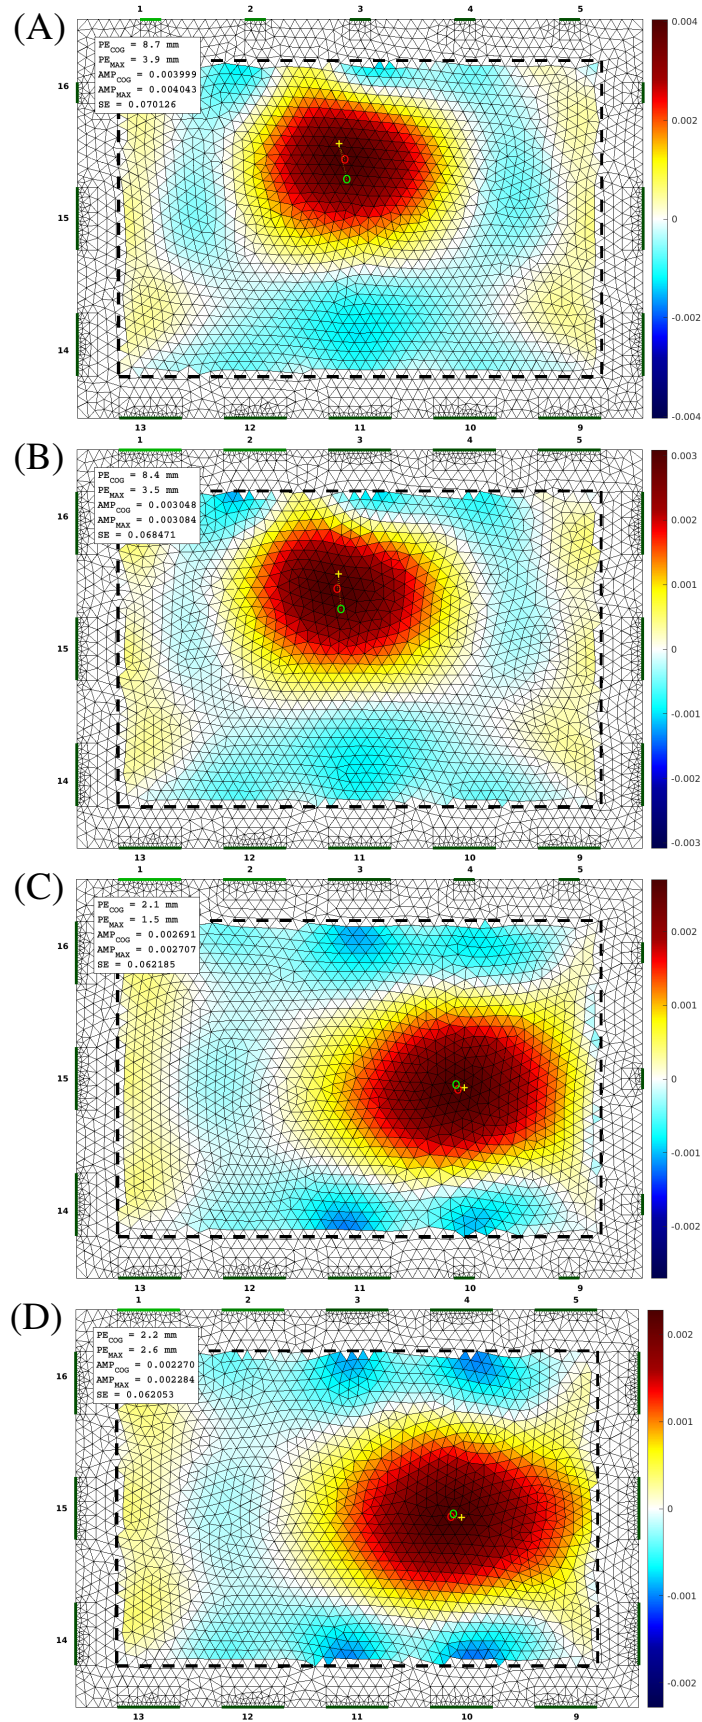 (A)
1 2 3 4 5
PE_COG = 8.7 mm
PE_MAX = 3.9 mm
AMP_COG = 0.003999
AMP_MAX = 0.004043
SE = 0.070126
16
15
14
13 12 11 10 9
0.004
0.002
0
-0.002
-0.004
(B)
1 2 3 4 5
PE_COG = 8.4 mm
PE_MAX = 3.5 mm
AMP_COG = 0.003048
AMP_MAX = 0.003084
SE = 0.068471
16
15
14
13 12 11 10 9
0.003
0.002
0.001
0
-0.001
-0.002
-0.003
(C)
1 2 3 4 5
PE_COG = 2.1 mm
PE_MAX = 1.5 mm
AMP_COG = 0.002691
AMP_MAX = 0.002707
SE = 0.062185
16
15
14
13 12 11 10 9
0.002
0.001
0
-0.001
-0.002
(D)
1 2 3 4 5
PE_COG = 2.2 mm
PE_MAX = 2.6 mm
AMP_COG = 0.002270
AMP_MAX = 0.002284
SE = 0.062053
16
15
14
13 12 11 10 9
0.002
0.001
0
-0.001
-0.002